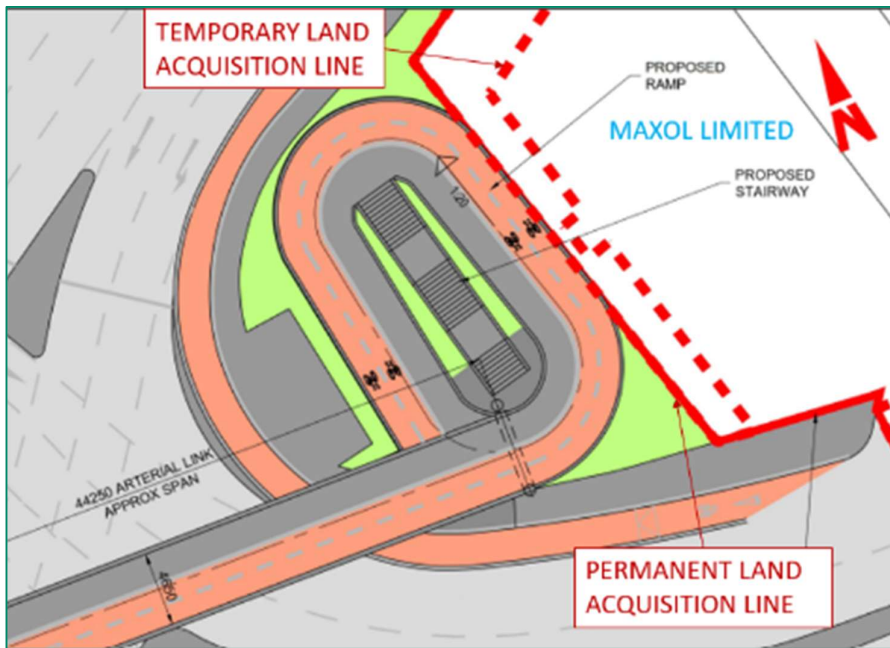 TEMPORARY LAND
ACQUISITION LINE
PROPOSED
RAMP
MAXOL LIMITED
N
PROPOSED
STAIRWAY
1:20
44250 ARTERIAL LINK
APPROX SPAN
4650
PERMANENT LAND
ACQUISITION LINE